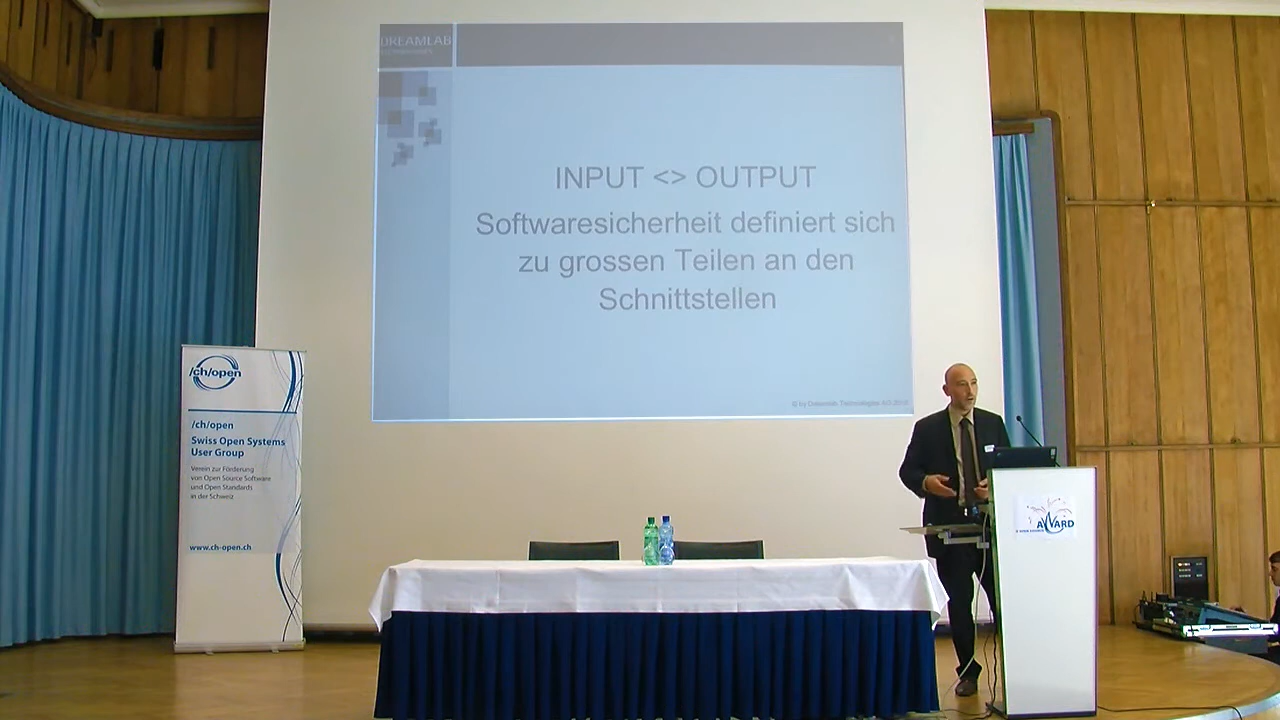 DREAMLAB
INPUT <> OUTPUT
Softwaresicherheit definiert sich
zu grossen Teilen an den
Schnittstellen
/ch/open
/ch/open
Swiss Open Systems
User Group
Verein zur Förderung
von Open Source Software
und Open Standards
in der Schweiz
www.ch-open.ch
AWARD